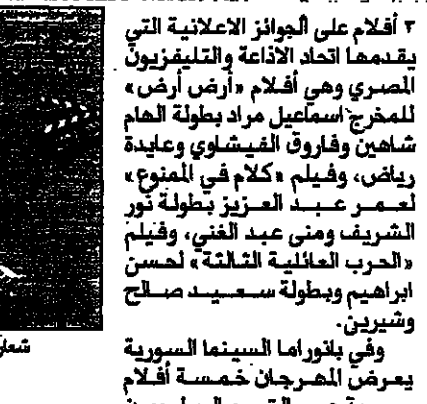 ٣ أفلام على الجوائز الاعلانية التي
يقدمها اتحاد الاذاعة والتليفزيون
المصري وهي أفلام «أرض أرض»
للمخرج اسماعيل مراد بطولة الهام
شاهين وفاروق الفيشاوي وعايدة
رياض، وفيلم «كلام في الممنوع»
لعمر عبد العزيز بطولة نور
الشريف ومنى عبد الغني، وفيلم
«الحرب العائلية الثالثة» لحسن
ابراهيم وبطولة سعيد صالح
وشيرين.
وفي بانوراما السينما السورية
يعرض المهرجان خمسة أفلام